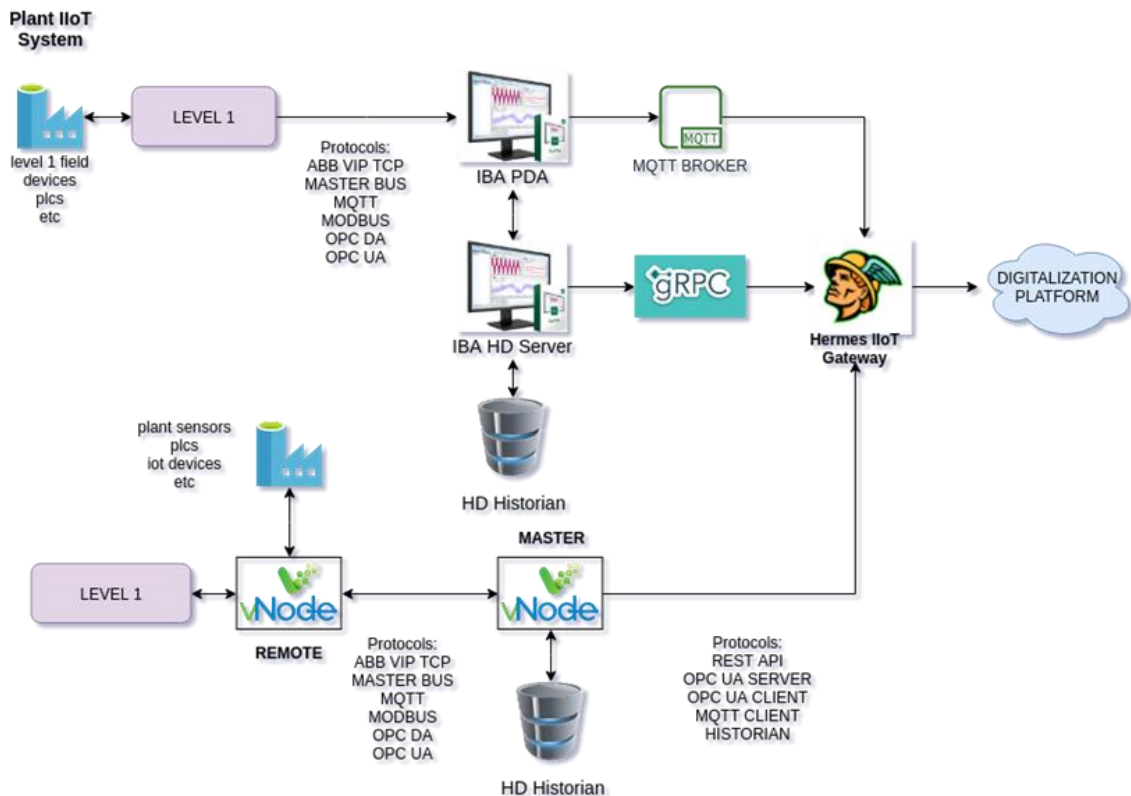 Plant IIoT
System
LEVEL 1
level 1 field
devices
plcs
etc
Protocols:
ABB VIP TCP
MASTER BUS
MQTT
MODBUS
OPC DA
OPC UA
IBA PDA
MQTT
MQTT BROKER
IBA HD Server
gRPC
Hermes IIoT
Gateway
DIGITALIZATION
PLATFORM
HD Historian
plant sensors
plcs
iot devices
etc
LEVEL 1
vNode
REMOTE
Protocols:
ABB VIP TCP
MASTER BUS
MQTT
MODBUS
OPC DA
OPC UA
MASTER
vNode
HD Historian
Protocols:
REST API
OPC UA SERVER
OPC UA CLIENT
MQTT CLIENT
HISTORIAN